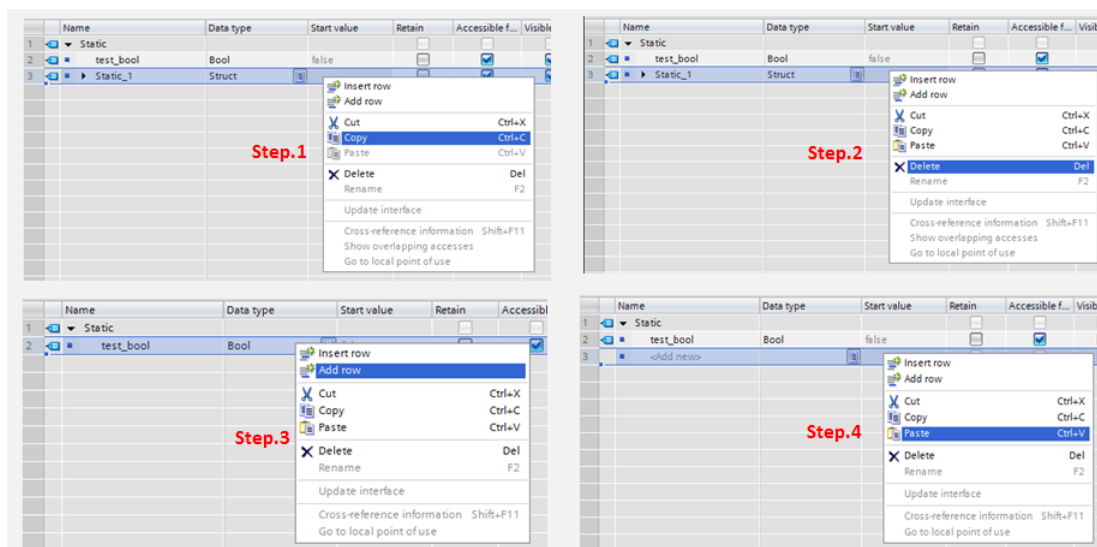 Name Data type Start value Retain Accessible f... Visible
1 Static
2 test_bool Bool false
3 Static_1 Struct
Insert row
Add row
Cut Ctrl+X
Copy Ctrl+C
Paste Ctrl+V
Delete Del
Rename F2
Update interface
Cross-reference information Shift+F11
Show overlapping accesses
Go to local point of use
Step.1
Name Data type Start value Retain Accessible f... Visib
1 Static
2 test_bool Bool false
3 Static_1 Struct
Insert row
Add row
Cut Ctrl+X
Copy Ctrl+C
Paste Ctrl+V
Delete Del
Rename F2
Update interface
Cross-reference information Shift+F11
Show overlapping accesses
Go to local point of use
Step.2
Name Data type Start value Retain Accessibl
1 Static
2 test_bool Bool
Insert row
Add row
Cut Ctrl+X
Copy Ctrl+C
Paste Ctrl+V
Delete Del
Rename F2
Update interface
Cross-reference information Shift+F11
Go to local point of use
Step.3
Name Data type Start value Retain Accessible f... Visib
1 Static
2 test_bool Bool false
3 <Add new>
Insert row
Add row
Cut Ctrl+X
Copy Ctrl+C
Paste Ctrl+V
Delete Del
Rename F2
Update interface
Cross-reference information Shift+F11
Go to local point of use
Step.4